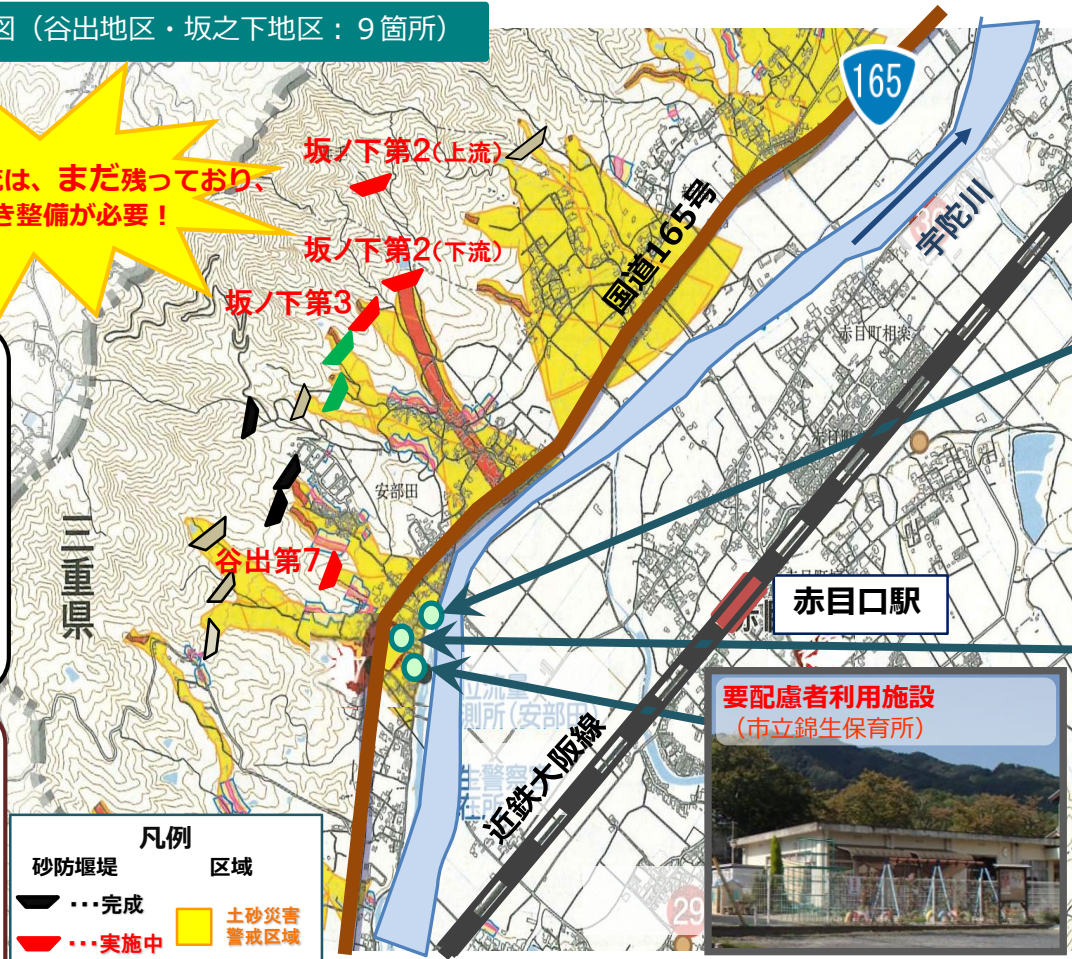 図（谷出地区・坂之下地区：９箇所）
は、まだ残っており、
き整備が必要！
165
坂ノ下第2(上流)
坂ノ下第2(下流)
坂ノ下第3
国道165号
宇陀川
赤目町相楽
安部田
谷出第7
三重県
赤目口駅
近鉄大阪線
要配慮者利用施設
（市立錦生保育所）
29
凡例
砂防堰堤
区域
･･･完成
･･･実施中
土砂災害
警戒区域